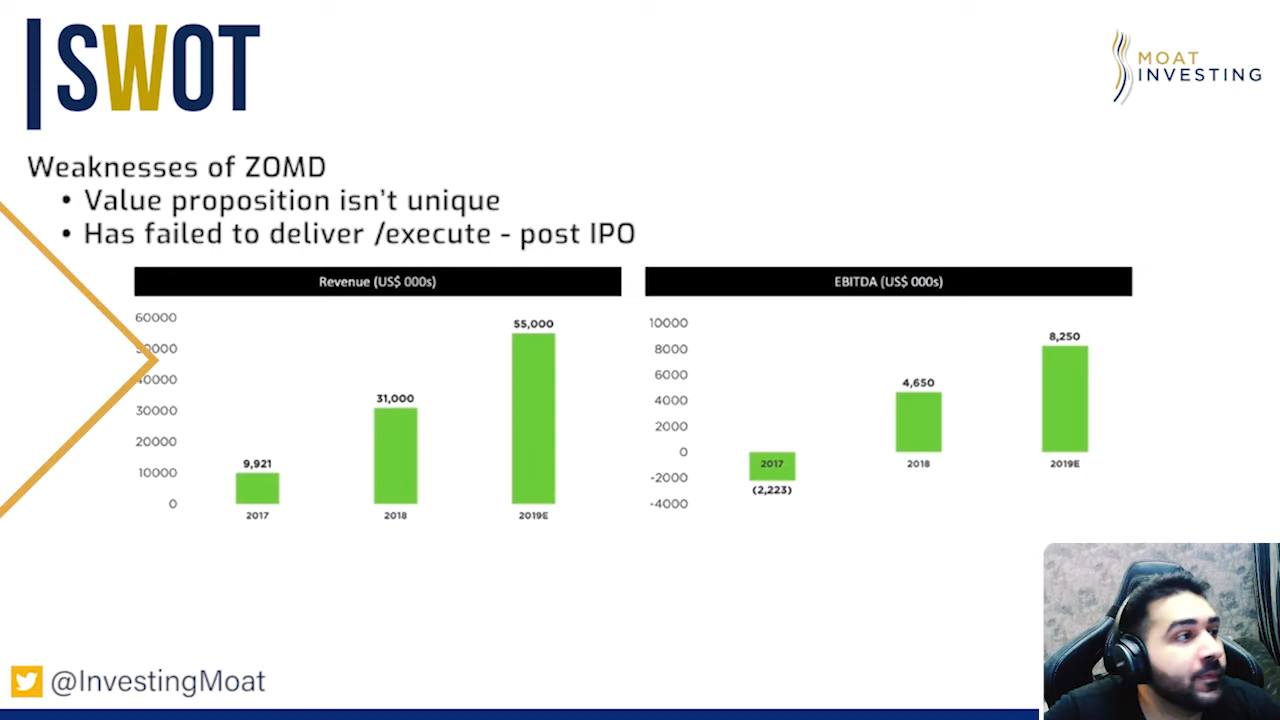 SWOT
MOAT
INVESTING
Weaknesses of ZOMD
• Value proposition isn't unique
• Has failed to deliver /execute - post IPO
Revenue (US$ 000s)
60000
50000
40000
30000
20000
10000
0
9,921
31,000
55,000
2017
2018
2019E
EBITDA (US$ 000s)
10000
8000
6000
4000
2000
0
-2000
-4000
2017
(2,223)
4,650
2018
8,250
2019E
@InvestingMoat